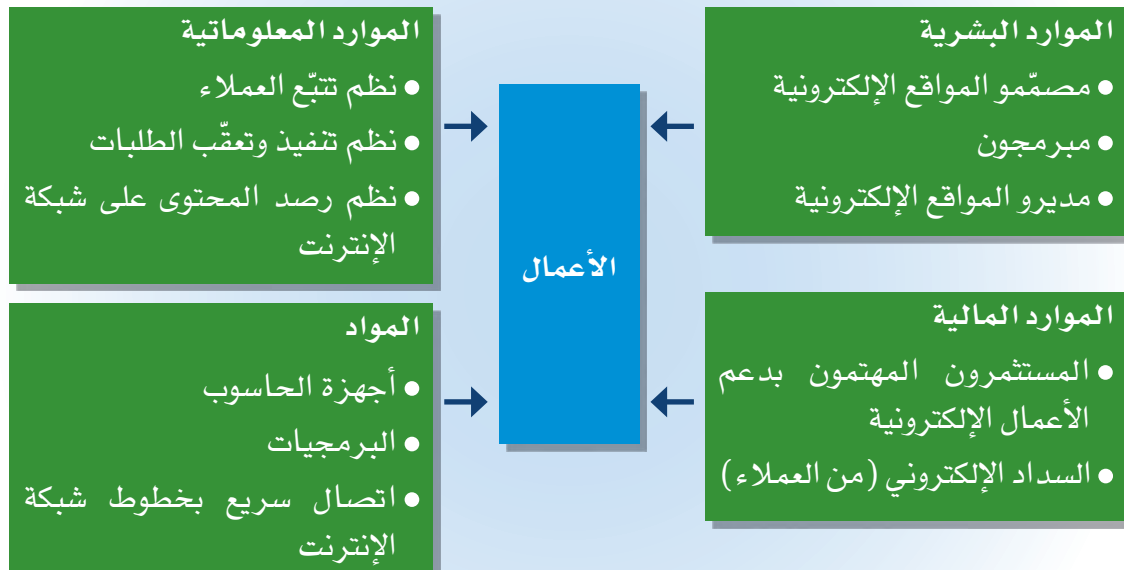 الموارد البشرية
• مصمّمو المواقع الإلكترونية
• مبرمجون
• مديرو المواقع الإلكترونية
الموارد المالية
• المستثمرون المهتمون بدعم
الأعمال الإلكترونية
• السداد الإلكتروني (من العملاء)
الأعمال
الموارد المعلوماتية
• نظم تتبّع العملاء
• نظم تنفيذ وتعقّب الطلبات
• نظم رصد المحتوى على شبكة
الإنترنت
المواد
• أجهزة الحاسوب
• البرمجيات
• اتصال سريع بخطوط شبكة
الإنترنت